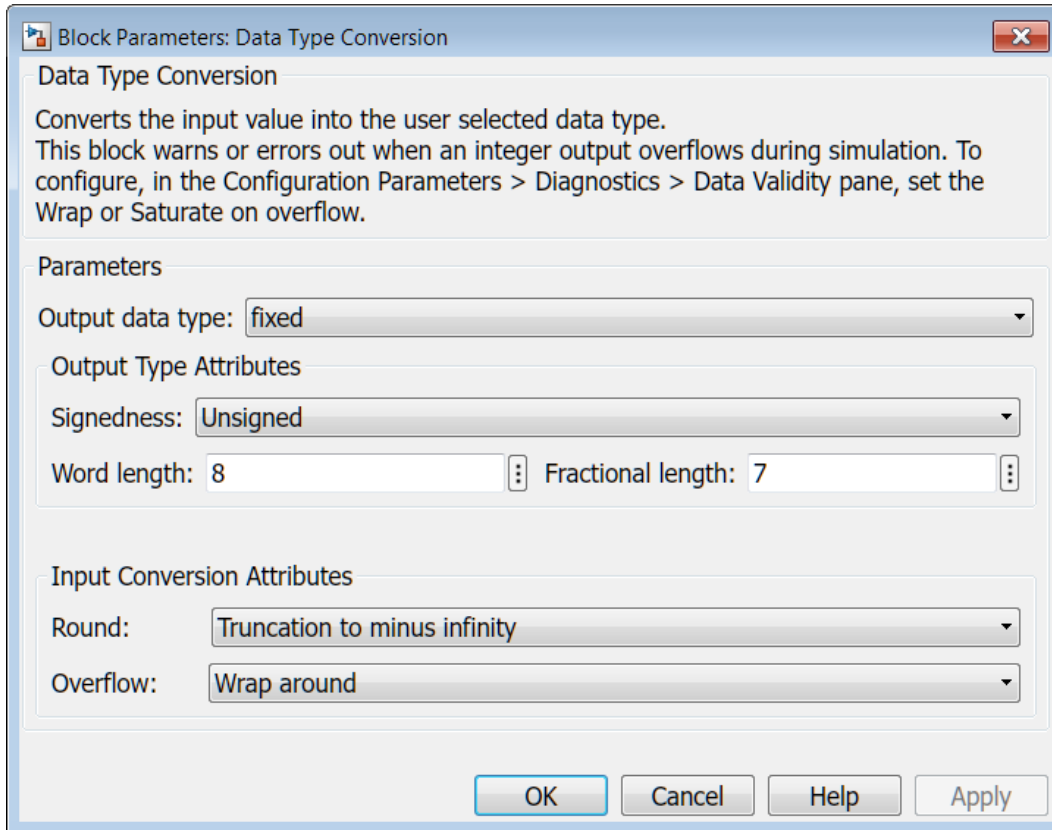 Block Parameters: Data Type Conversion
Data Type Conversion
Converts the input value into the user selected data type.
This block warns or errors out when an integer output overflows during simulation. To
configure, in the Configuration Parameters > Diagnostics > Data Validity pane, set the
Wrap or Saturate on overflow.
Parameters
Output data type: fixed
Output Type Attributes
Signedness: Unsigned
Word length: 8 Fractional length: 7
Input Conversion Attributes
Round: Truncation to minus infinity
Overflow: Wrap around
OK Cancel Help Apply